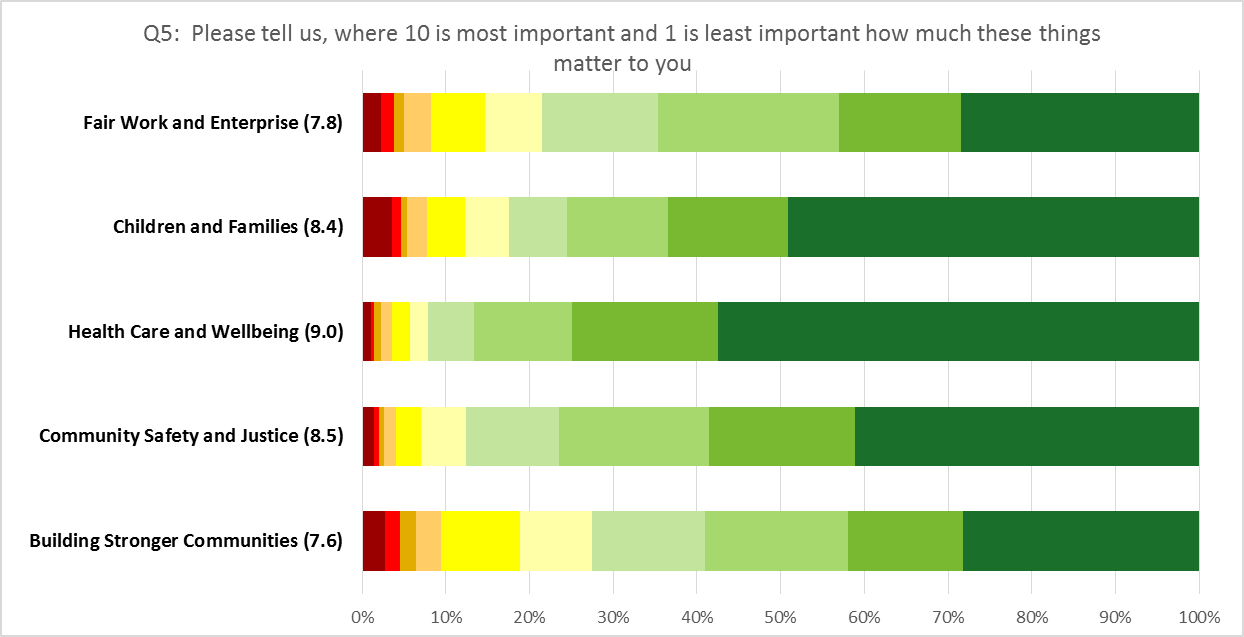 Q5:  Please tell us, where 10 is most important and 1 is least important how much these things
matter to you
Fair Work and Enterprise (7.8)
Children and Families (8.4)
Health Care and Wellbeing (9.0)
Community Safety and Justice (8.5)
Building Stronger Communities (7.6)
0% 10% 20% 30% 40% 50% 60% 70% 80% 90% 100%